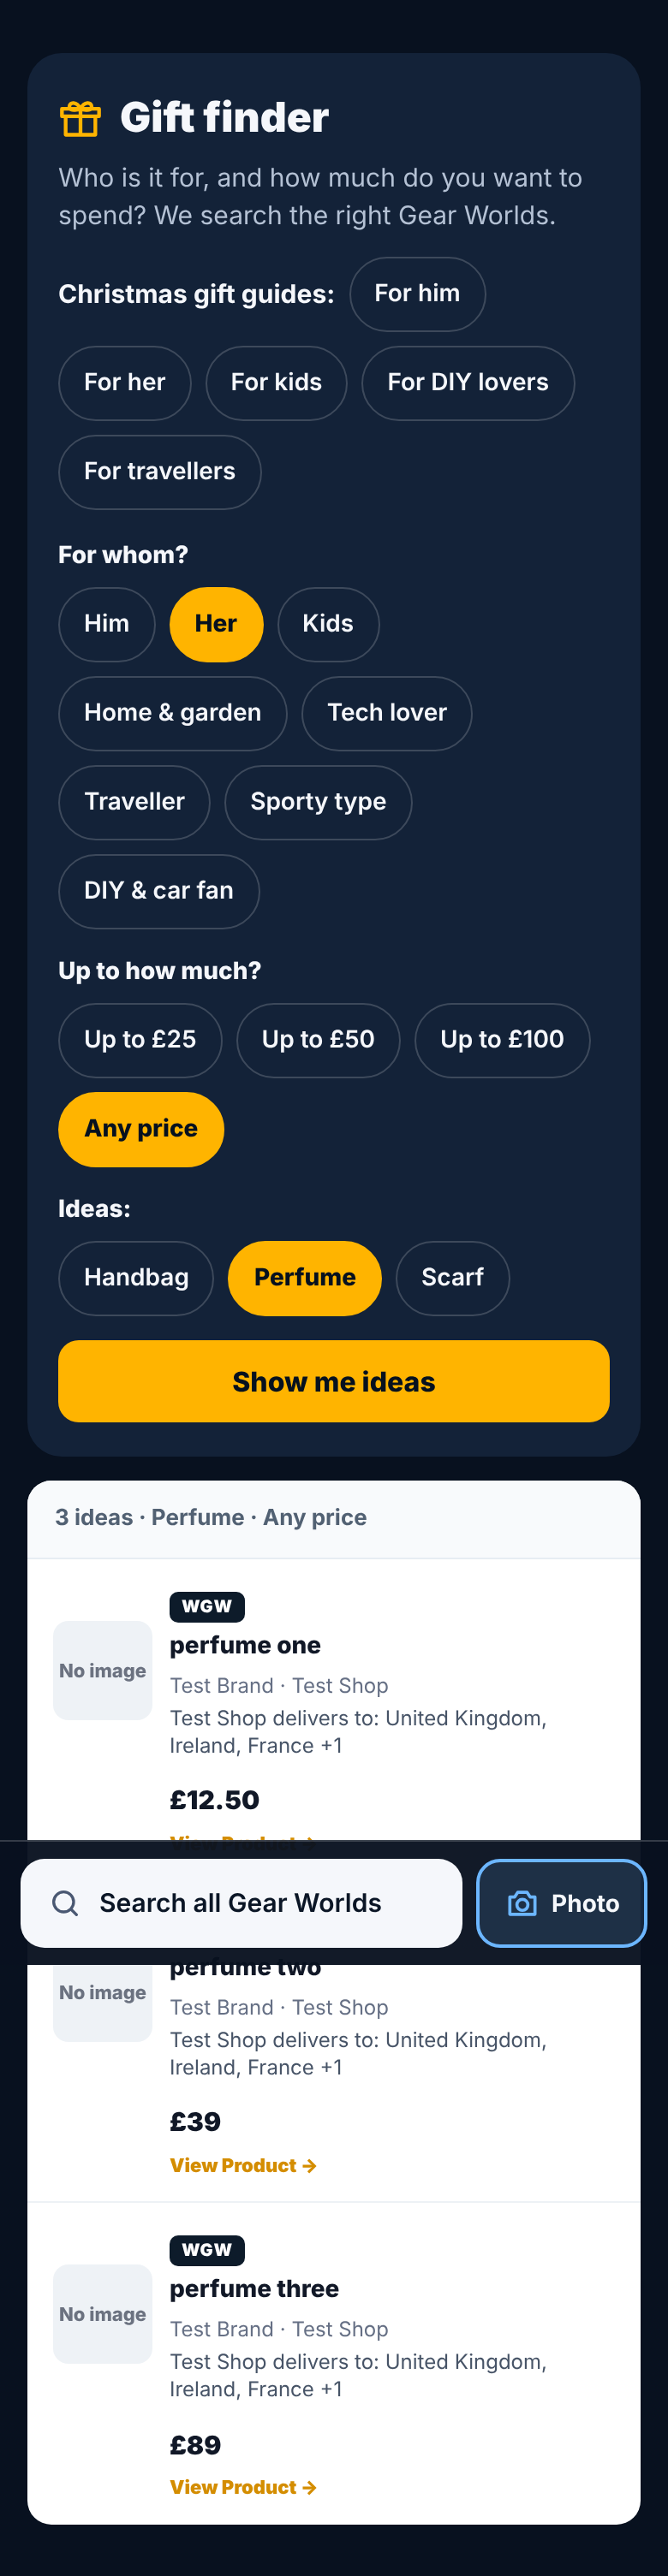 Gift finder
Who is it for, and how much do you want to
spend? We search the right Gear Worlds.
Christmas gift guides: For him
For her For kids For DIY lovers
For travellers
For whom?
Him Her Kids
Home & garden Tech lover
Traveller Sporty type
DIY & car fan
Up to how much?
Up to £25 Up to £50 Up to £100
Any price
Ideas:
Handbag Perfume Scarf
Show me ideas
3 ideas · Perfume · Any price
WGW
No image
perfume one
Test Brand · Test Shop
Test Shop delivers to: United Kingdom,
Ireland, France +1
£12.50
View Product →
Search all Gear Worlds Photo
perfume two
No image
Test Brand · Test Shop
Test Shop delivers to: United Kingdom,
Ireland, France +1
£39
View Product →
WGW
perfume three
No image
Test Brand · Test Shop
Test Shop delivers to: United Kingdom,
Ireland, France +1
£89
View Product →